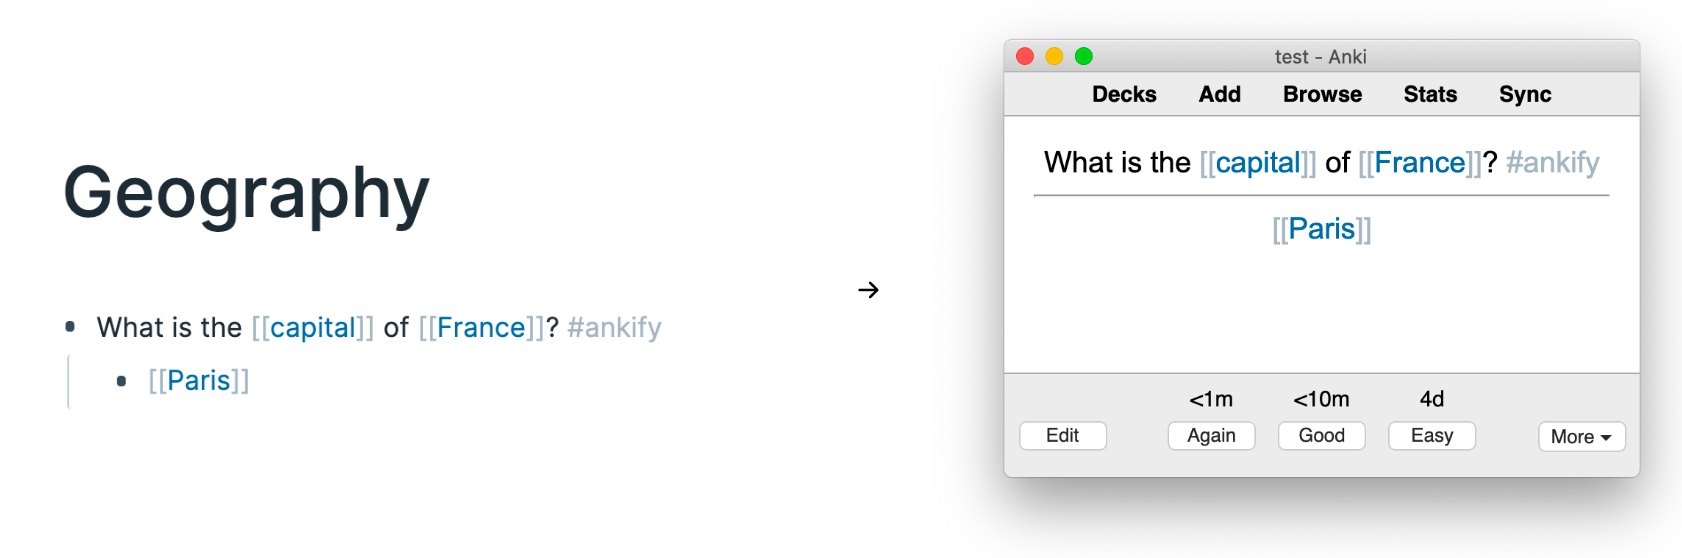 Geography
• What is the [[capital]] of [[France]]? #ankify
• [[Paris]]
→
test - Anki
Decks Add Browse Stats Sync
What is the [[capital]] of [[France]]? #ankify
[[Paris]]
<1m <10m 4d
Edit Again Good Easy More